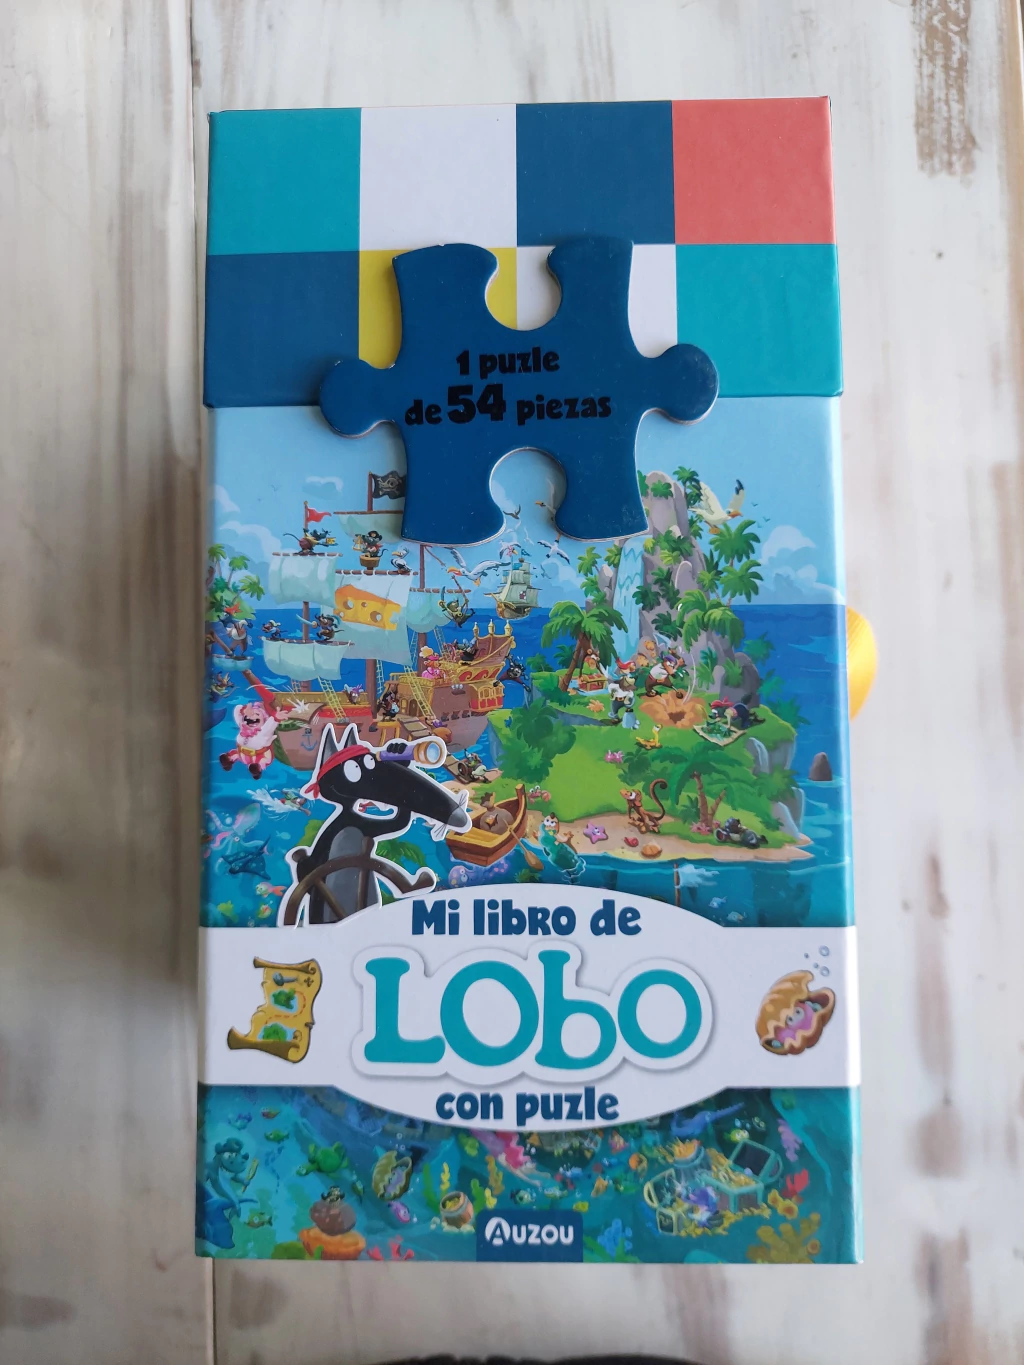 1 puzle
de 54 piezas
Mi libro de
Lobo
con puzle
AUZOU